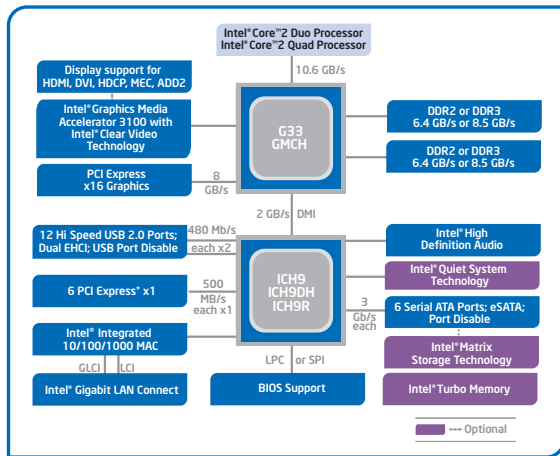 Intel® Core™2 Duo Processor
Intel® Core™2 Quad Processor
10.6 GB/s
Display support for
HDMI, DVI, HDCP, MEC, ADD2
Intel® Graphics Media
Accelerator 3100 with
Intel® Clear Video
Technology
PCI Express
x16 Graphics
8
GB/s
G33
GMCH
DDR2 or DDR3
6.4 GB/s or 8.5 GB/s
DDR2 or DDR3
6.4 GB/s or 8.5 GB/s
2 GB/s DMI
12 Hi Speed USB 2.0 Ports;
Dual EHCI; USB Port Disable
480 Mb/s
each x2
6 PCI Express* x1
500
MB/s
each x1
Intel® Integrated
10/100/1000 MAC
GLCI LCI
Intel® Gigabit LAN Connect
ICH9
ICH9DH
ICH9R
LPC or SPI
BIOS Support
Intel® High
Definition Audio
Intel® Quiet System
Technology
3
Gb/s
each
6 Serial ATA Ports; eSATA;
Port Disable
Intel® Matrix
Storage Technology
Intel® Turbo Memory
Optional